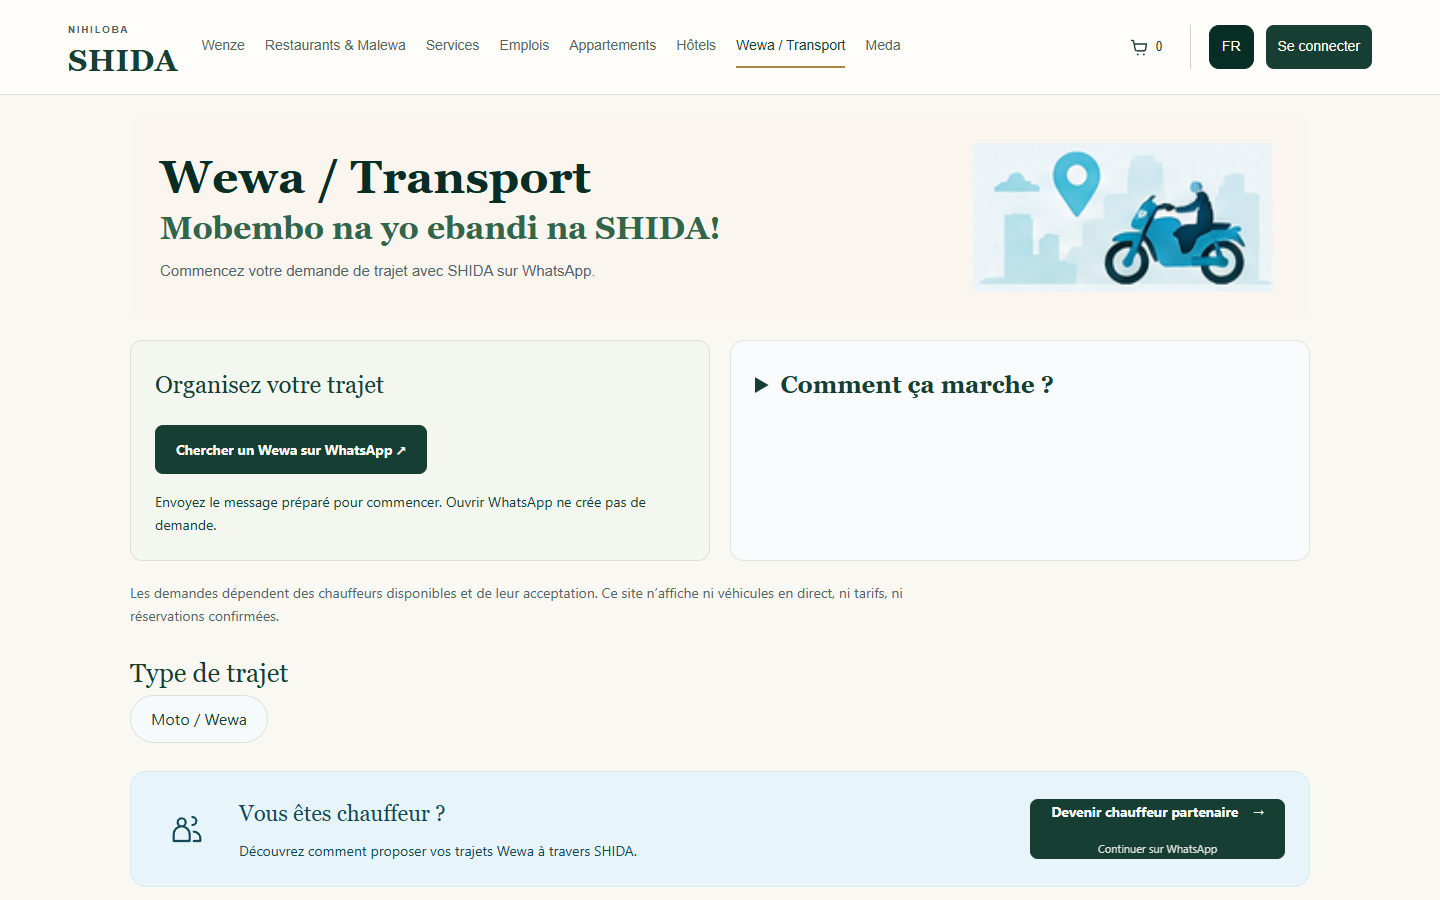 NIHILOBA
SHIDA
Wenze
Restaurants & Malewa
Services
Emplois
Appartements
Hôtels
Wewa / Transport
Meda
0
FR
Se connecter
Wewa / Transport
Mobembo na yo ebandi na SHIDA!
Commencez votre demande de trajet avec SHIDA sur WhatsApp.
Organisez votre trajet
Chercher un Wewa sur WhatsApp ↗
Envoyez le message préparé pour commencer. Ouvrir WhatsApp ne crée pas de
demande.
▶ Comment ça marche ?
Les demandes dépendent des chauffeurs disponibles et de leur acceptation. Ce site n’affiche ni véhicules en direct, ni tarifs, ni
réservations confirmées.
Type de trajet
Moto / Wewa
Vous êtes chauffeur ?
Découvrez comment proposer vos trajets Wewa à travers SHIDA.
Devenir chauffeur partenaire →
Continuer sur WhatsApp